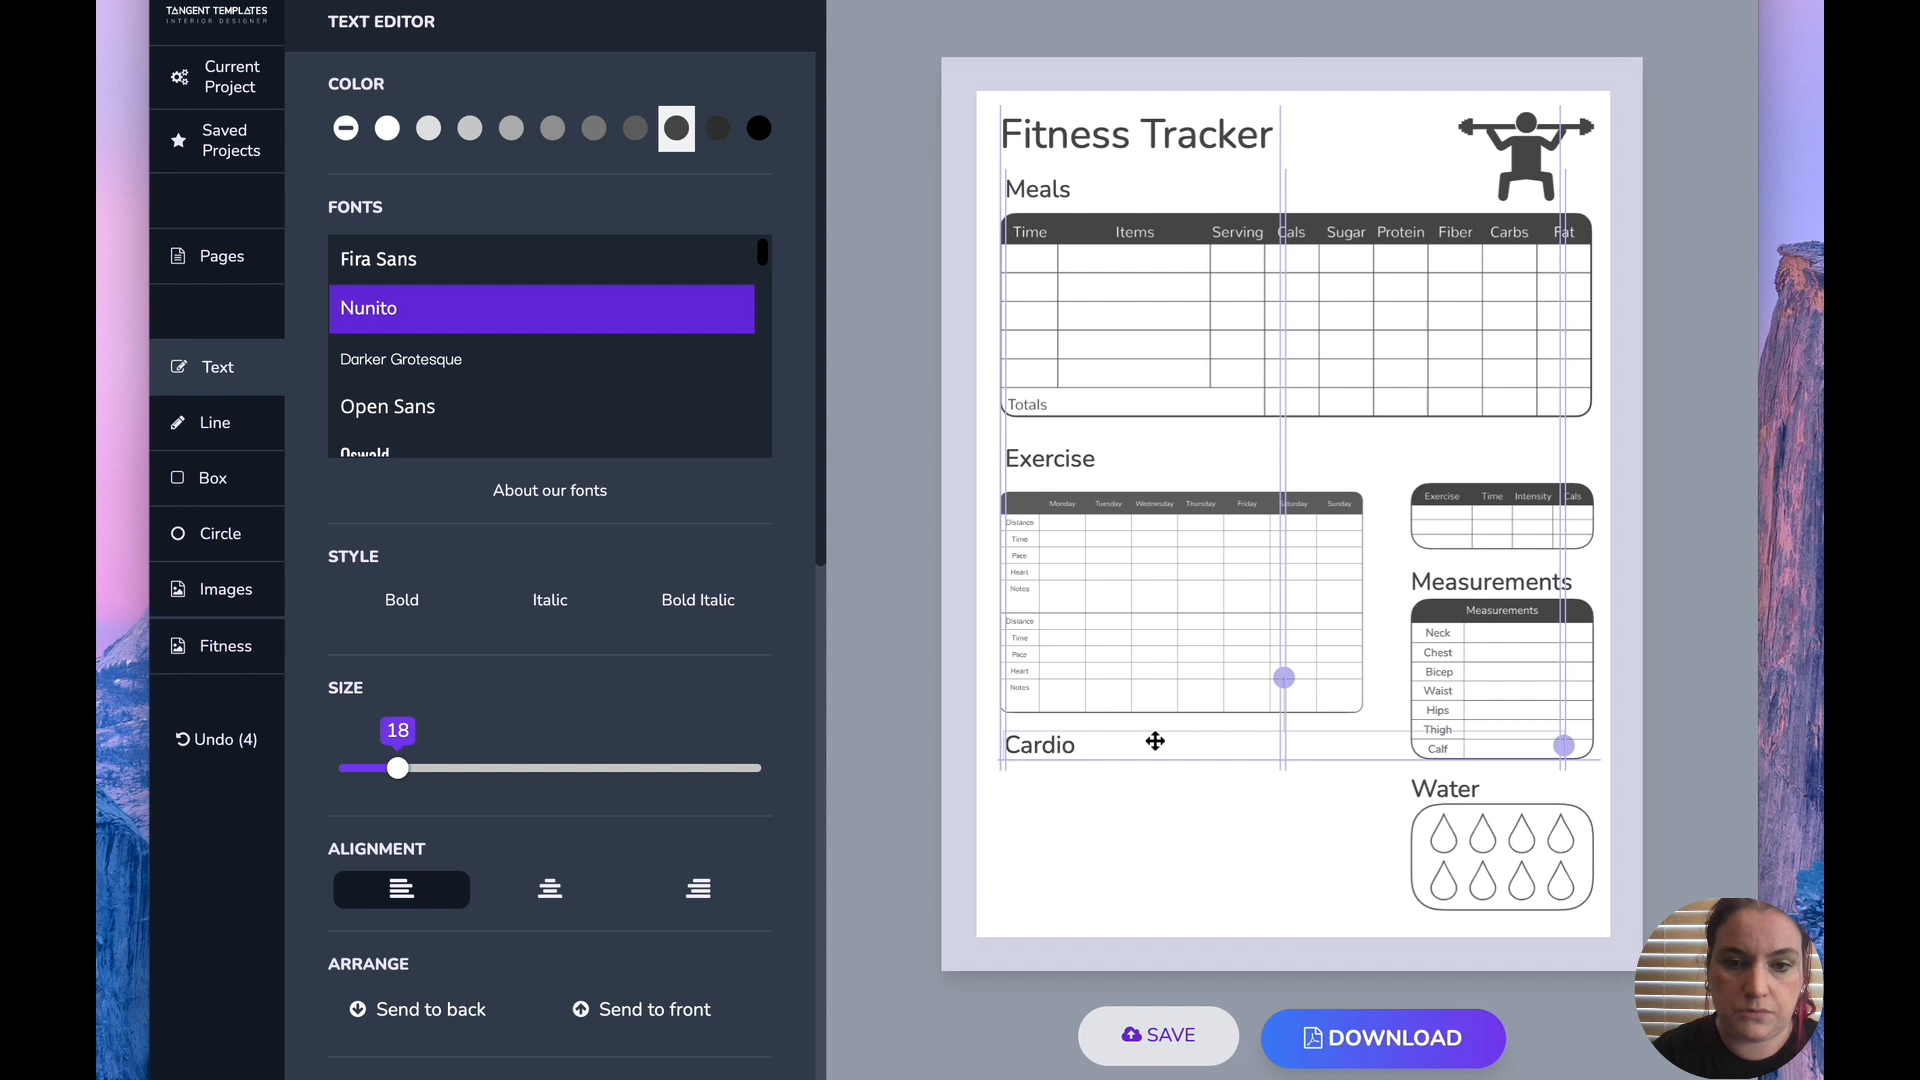 TANGENT TEMPLATES
INTERIOR DESIGNER
Current
Project
Saved
Projects
Pages
Text
Line
Box
Circle
Images
Fitness
Undo (4)
TEXT EDITOR
COLOR
FONTS
Fira Sans
Nunito
Darker Grotesque
Open Sans
Oswald
About our fonts
STYLE
Bold Italic Bold Italic
SIZE
18
ALIGNMENT
ARRANGE
Send to back Send to front
Fitness Tracker
Meals
Time Items Serving Cals Sugar Protein Fiber Carbs Fat
Totals
Exercise
Monday Tuesday Wednesday Thursday Friday Saturday Sunday
Distance
Time
Pace
Heart
Notes
Distance
Time
Pace
Heart
Notes
Cardio
Exercise Time Intensity Cals
Measurements
Measurements
Neck
Chest
Bicep
Waist
Hips
Thigh
Calf
Water
SAVE
DOWNLOAD